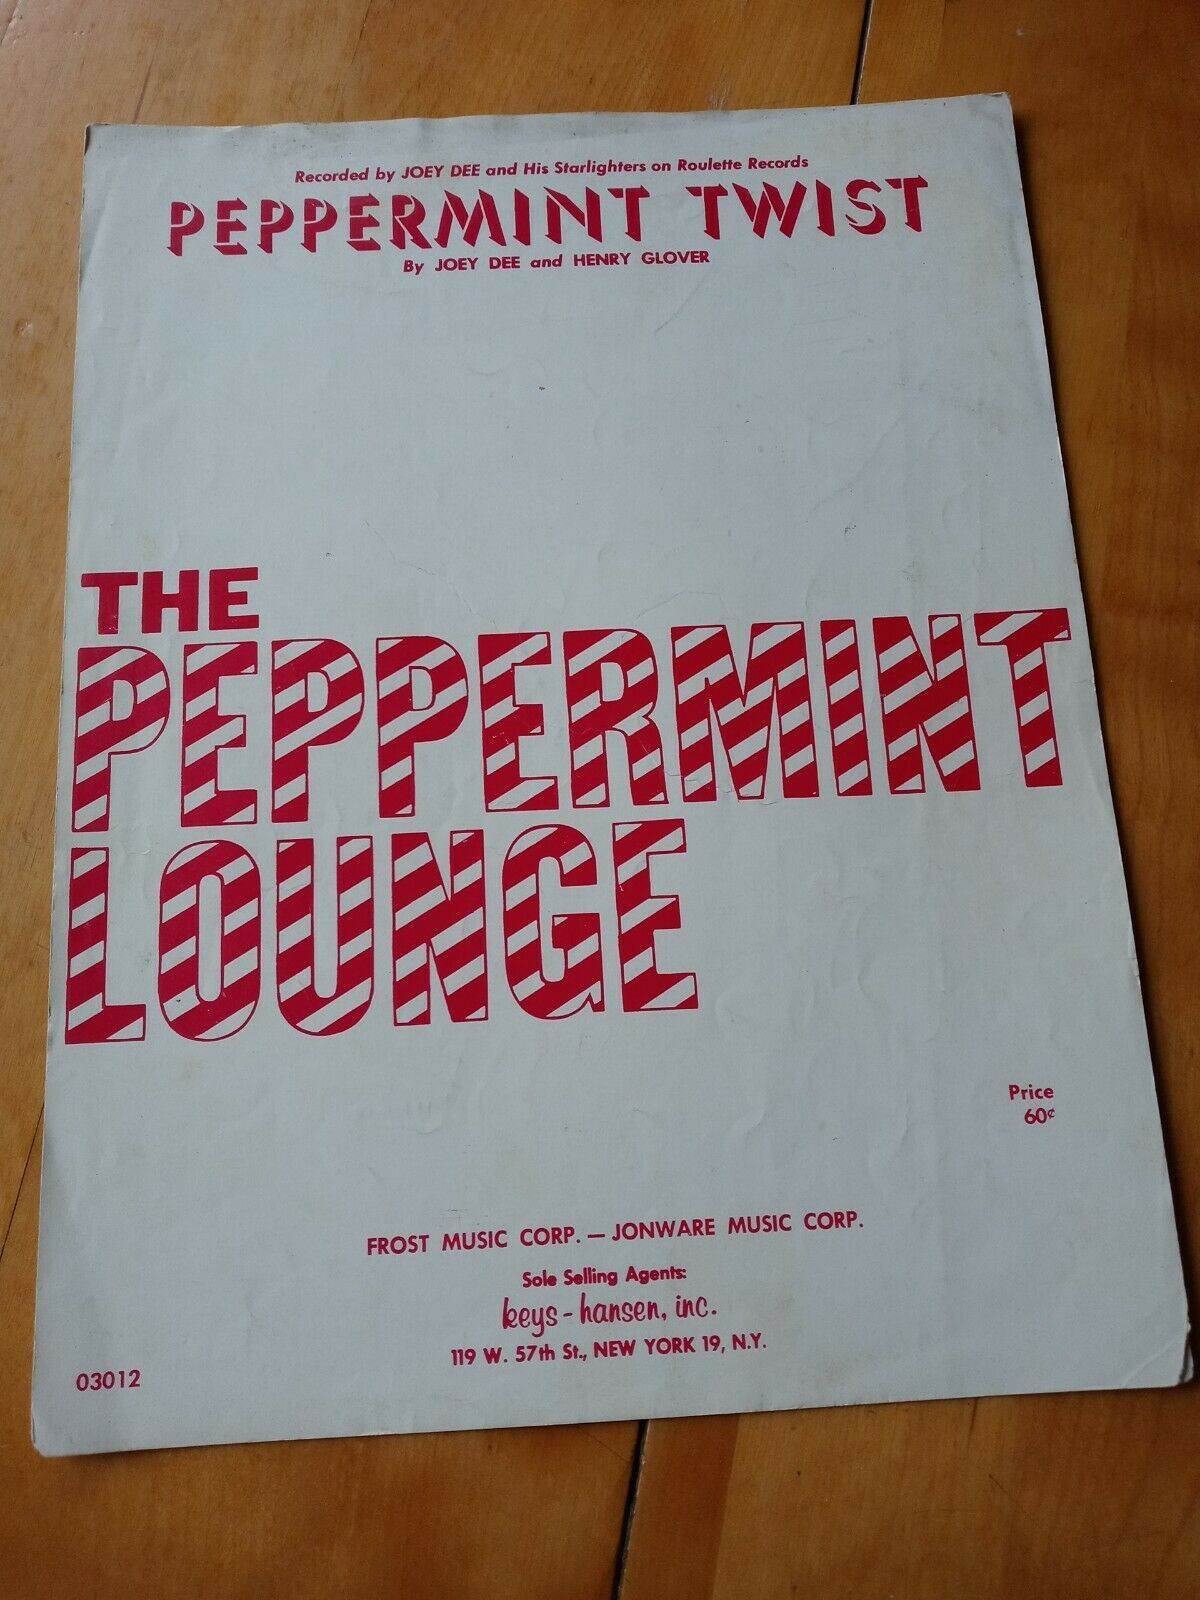 Recorded by JOEY DEE and His Starlighters on Roulette Records
PEPPERMINT TWIST
By JOEY DEE and HENRY GLOVER
THE
PEPPERMINT
LOUNGE
Price
60¢
FROST MUSIC CORP. — JONWARE MUSIC CORP.
Sole Selling Agents:
keys-hansen, inc.
119 W. 57th St., NEW YORK 19, N.Y.
03012